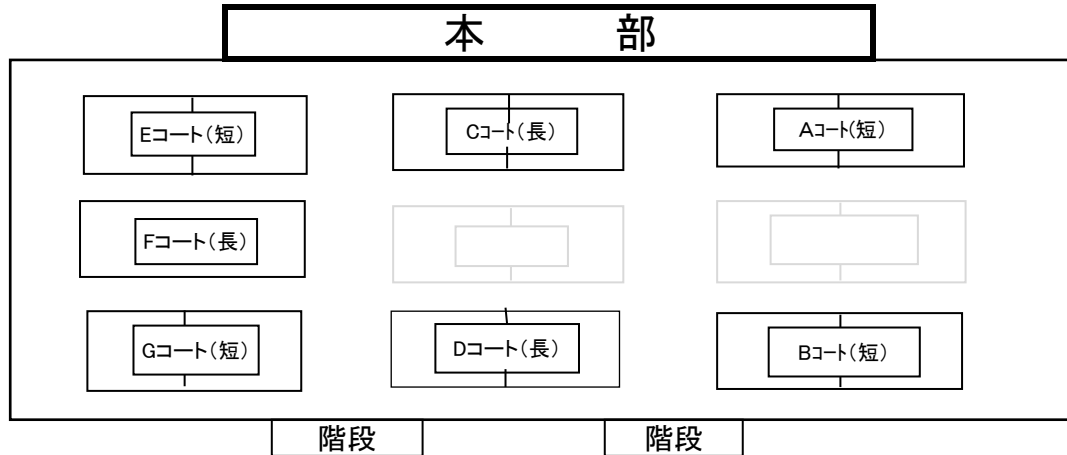 本　　　部
Eコート（短）
Cコート（長）
Aコート（短）
Fコート（長）
Gコート（短）
Dコート（長）
Bコート（短）
階段
階段